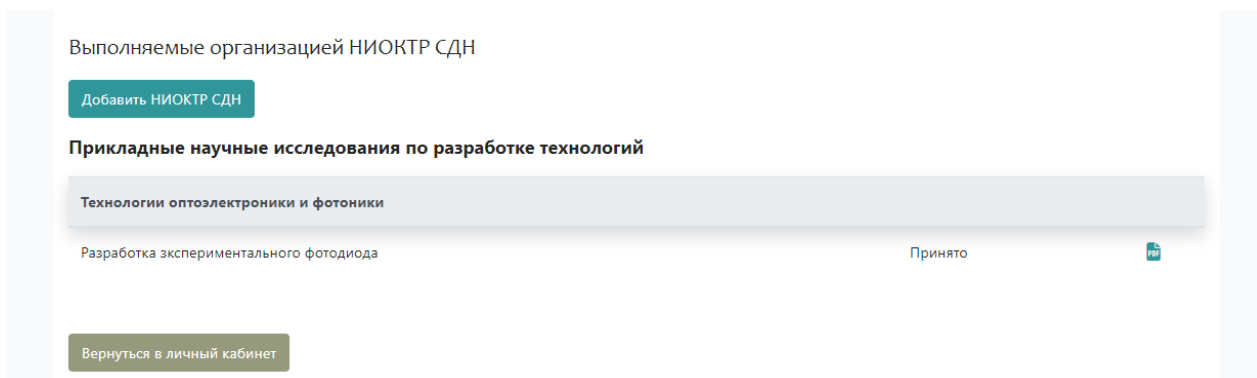 Выполняемые организацией НИОКТР СДН
Добавить НИОКТР СДН
Прикладные научные исследования по разработке технологий
Технологии оптоэлектроники и фотоники
Разработка зкспериментального фотодиода Принято PDF
Вернуться в личный кабинет